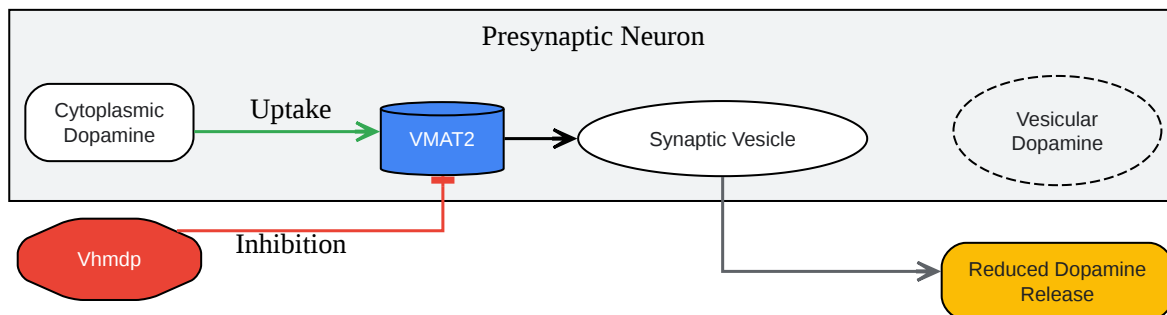 Presynaptic Neuron
Cytoplasmic
Dopamine
Uptake
VMAT2
Synaptic Vesicle
Vesicular
Dopamine
Vhmdp
Inhibition
Reduced Dopamine
Release